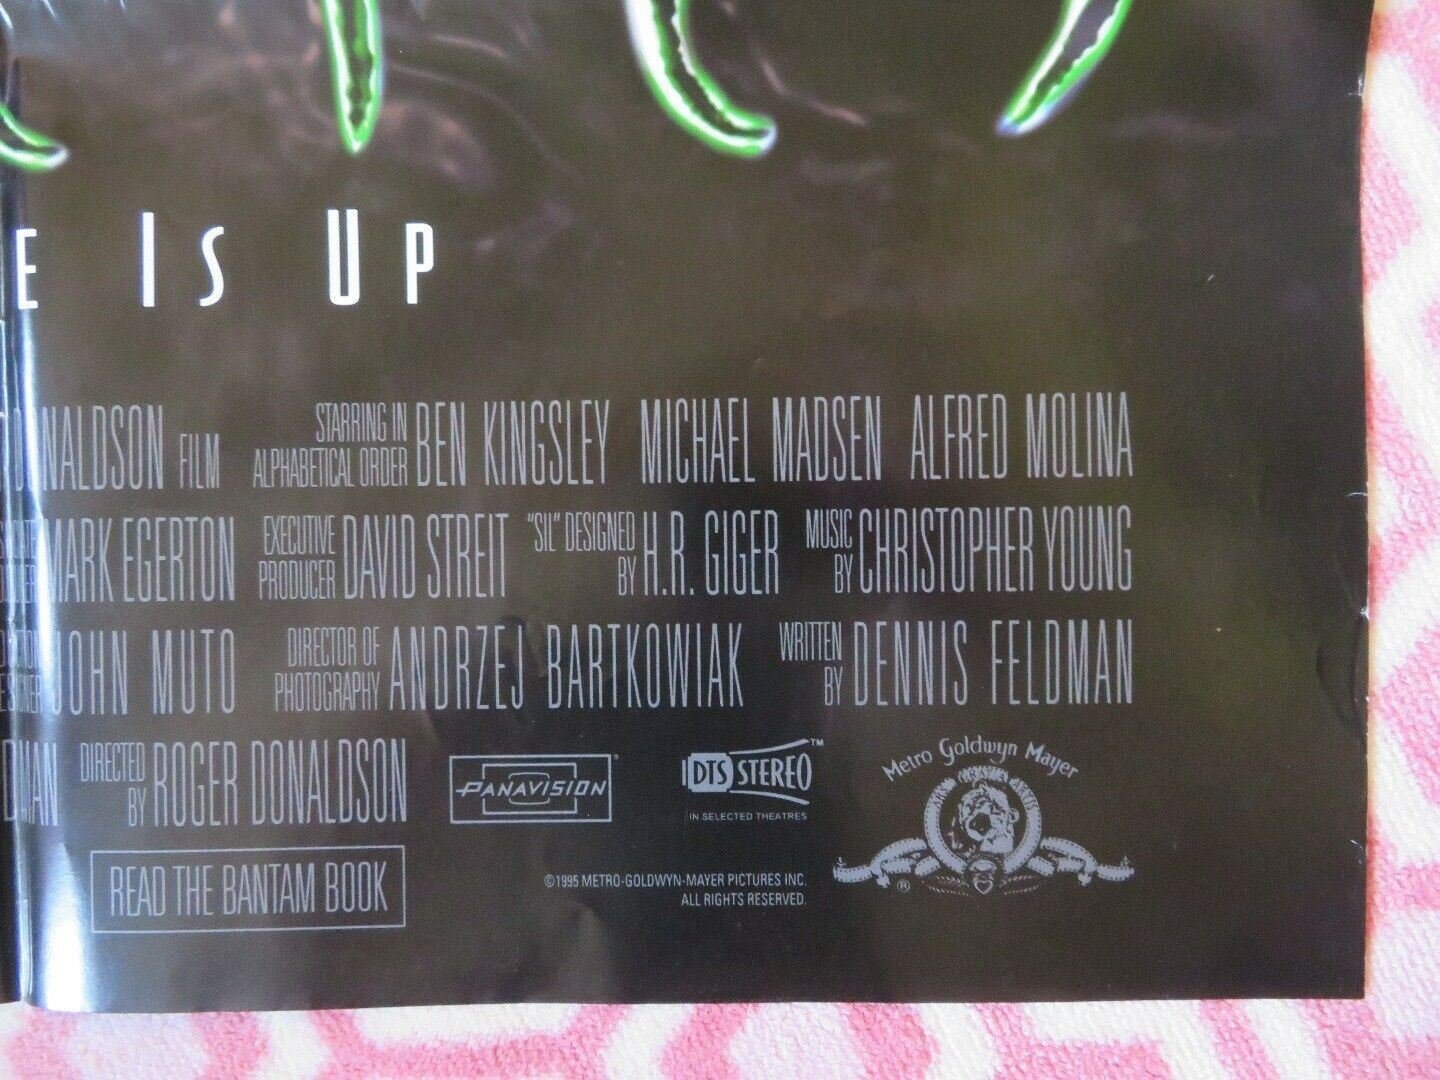 E IS UP
DONALDSON FILM STARRING IN ALPHABETICAL ORDER BEN KINGSLEY MICHAEL MADSEN ALFRED MOLINA
MARK EGERTON EXECUTIVE PRODUCER DAVID STREIT "SIL" DESIGNED BY H.R. GIGER MUSIC BY CHRISTOPHER YOUNG
JOHN MUTO DIRECTOR OF PHOTOGRAPHY ANDRZEJ BARTKOWIAK WRITTEN BY DENNIS FELDMAN
DIRECTED BY ROGER DONALDSON PANAVISION® DTS STEREO™ Metro Goldwyn Mayer
IN SELECTED THEATRES
READ THE BANTAM BOOK
©1995 METRO-GOLDWYN-MAYER PICTURES INC.
ALL RIGHTS RESERVED.
®